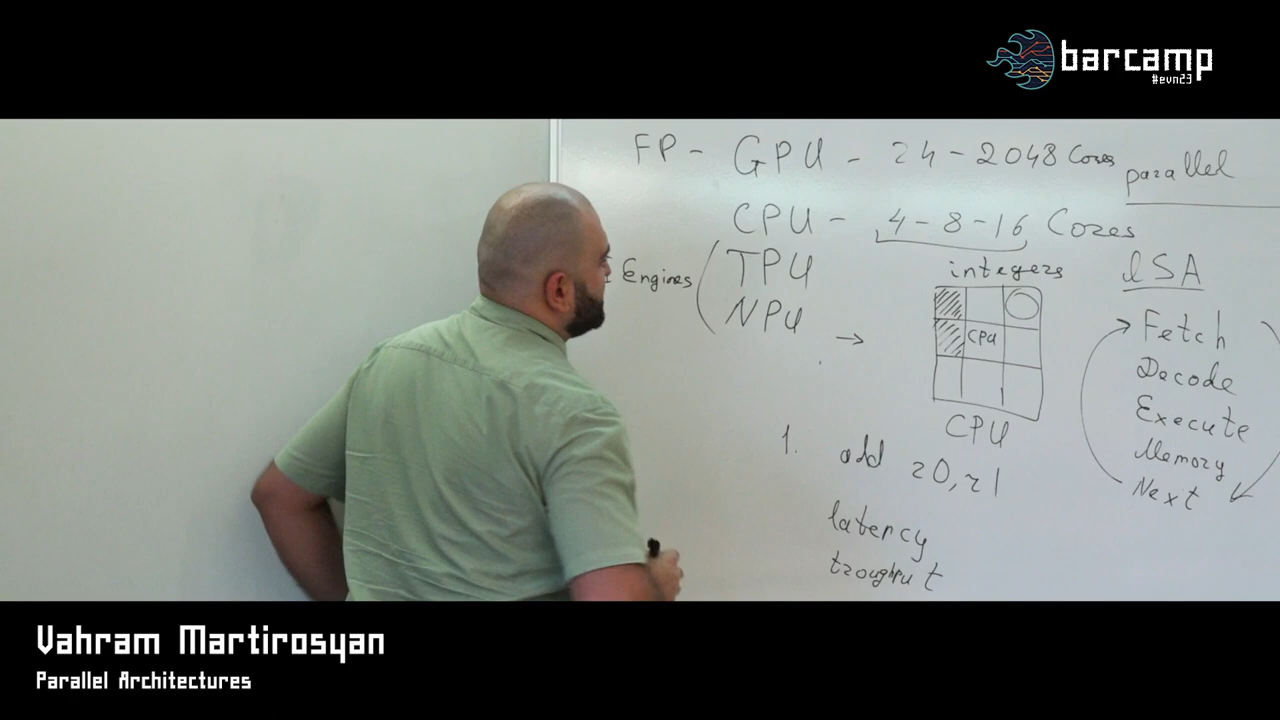 barcamp
#evn23
FP - GPU - 24 - 2048 Cores parallel
CPU - 4 - 8 - 16 Cores
Engines ( TPU
NPU →
integers
CPU
CPU
ISA
Fetch
Decode
Execute
Memory
Next
1. add r0, r1
latency
troughput
Vahram Martirosyan
Parallel Architectures